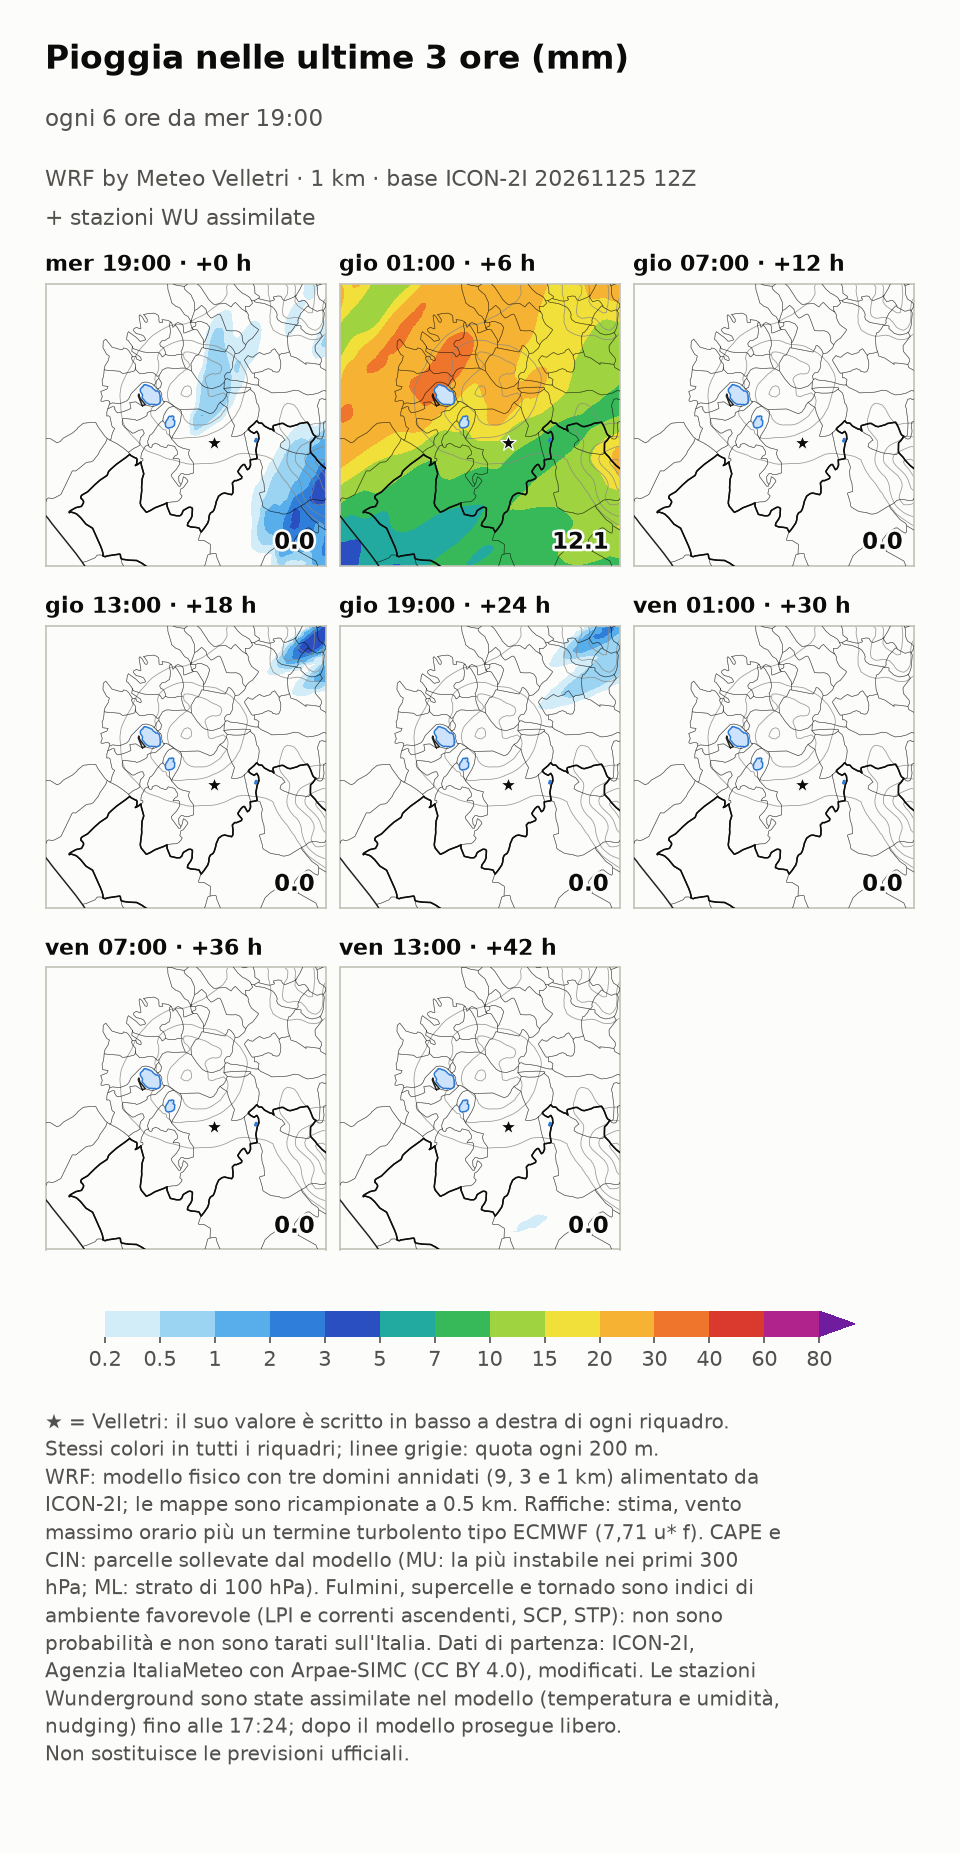 Pioggia nelle ultime 3 ore (mm)
ogni 6 ore da mer 19:00
WRF by Meteo Velletri · 1 km · base ICON-2I 20261125 12Z
+ stazioni WU assimilate
mer 19:00 · +0 h
gio 01:00 · +6 h
gio 07:00 · +12 h
0.0
12.1
0.0
gio 13:00 · +18 h
gio 19:00 · +24 h
ven 01:00 · +30 h
0.0
0.0
0.0
ven 07:00 · +36 h
ven 13:00 · +42 h
0.0
0.0
0.2 0.5 1 2 3 5 7 10 15 20 30 40 60 80
★ = Velletri: il suo valore è scritto in basso a destra di ogni riquadro.
Stessi colori in tutti i riquadri; linee grigie: quota ogni 200 m.
WRF: modello fisico con tre domini annidati (9, 3 e 1 km) alimentato da
ICON-2I; le mappe sono ricampionate a 0.5 km. Raffiche: stima, vento
massimo orario più un termine turbolento tipo ECMWF (7,71 u* f). CAPE e
CIN: parcelle sollevate dal modello (MU: la più instabile nei primi 300
hPa; ML: strato di 100 hPa). Fulmini, supercelle e tornado sono indici di
ambiente favorevole (LPI e correnti ascendenti, SCP, STP): non sono
probabilità e non sono tarati sull'Italia. Dati di partenza: ICON-2I,
Agenzia ItaliaMeteo con Arpae-SIMC (CC BY 4.0), modificati. Le stazioni
Wunderground sono state assimilate nel modello (temperatura e umidità,
nudging) fino alle 17:24; dopo il modello prosegue libero.
Non sostituisce le previsioni ufficiali.